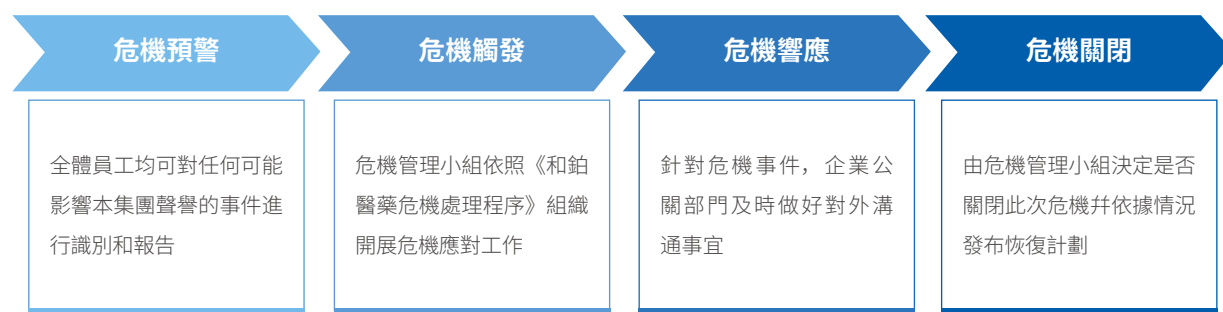 危機預警
危機觸發
危機響應
危機關閉
全體員工均可對任何可能
影響本集團聲譽的事件進
行識別和報告
危機管理小組依照《和鉑
醫藥危機處理程序》組織
開展危機應對工作
針對危機事件，企業公
關部門及時做好對外溝
通事宜
由危機管理小組決定是否
關閉此次危機幷依據情況
發布恢復計劃